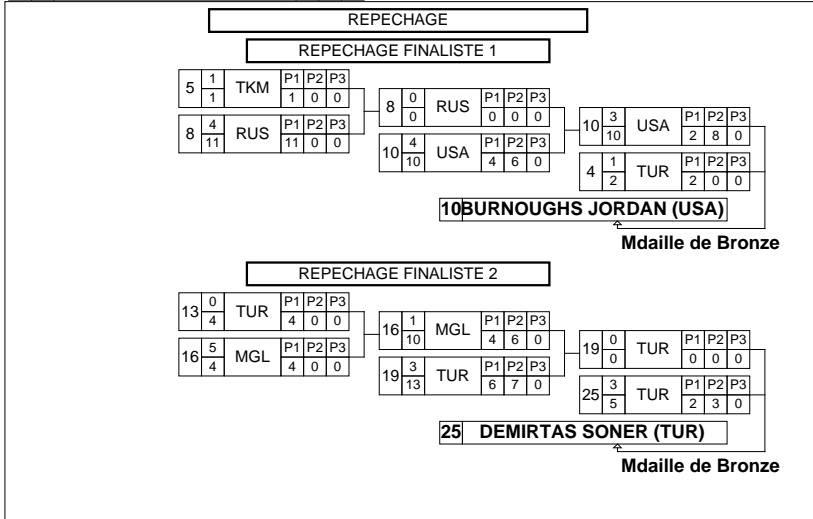 REPECHAGE
REPECHAGE FINALISTE 1
5 1 1 TKM P1 P2 P3 1 0 0
8 4 11 RUS P1 P2 P3 11 0 0
8 0 0 RUS P1 P2 P3 0 0 0
10 4 10 USA P1 P2 P3 4 6 0
10 3 10 USA P1 P2 P3 2 8 0
4 1 2 TUR P1 P2 P3 2 0 0
10 BURNOUGHS JORDAN (USA)
Mdaille de Bronze
REPECHAGE FINALISTE 2
13 0 4 TUR P1 P2 P3 4 0 0
16 5 4 MGL P1 P2 P3 4 0 0
16 1 10 MGL P1 P2 P3 4 6 0
19 3 13 TUR P1 P2 P3 6 7 0
19 0 0 TUR P1 P2 P3 0 0 0
25 3 5 TUR P1 P2 P3 2 3 0
25 DEMIRTAS SONER (TUR)
Mdaille de Bronze